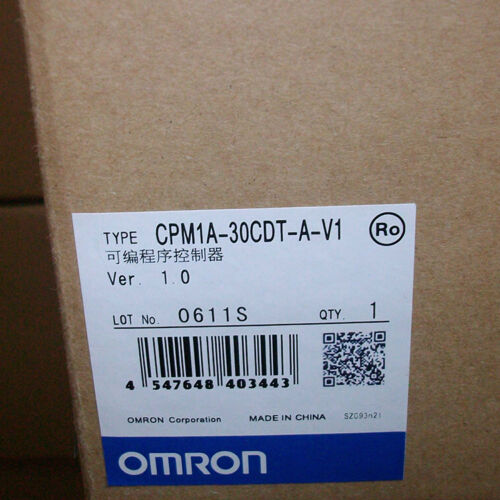 TYPE CPM1A-30CDT-A-V1 Ro
可编程序控制器
Ver. 1.0
LOT No. 0611S QTY. 1
4 547648 403443
OMRON Corporation MADE IN CHINA
OMRON